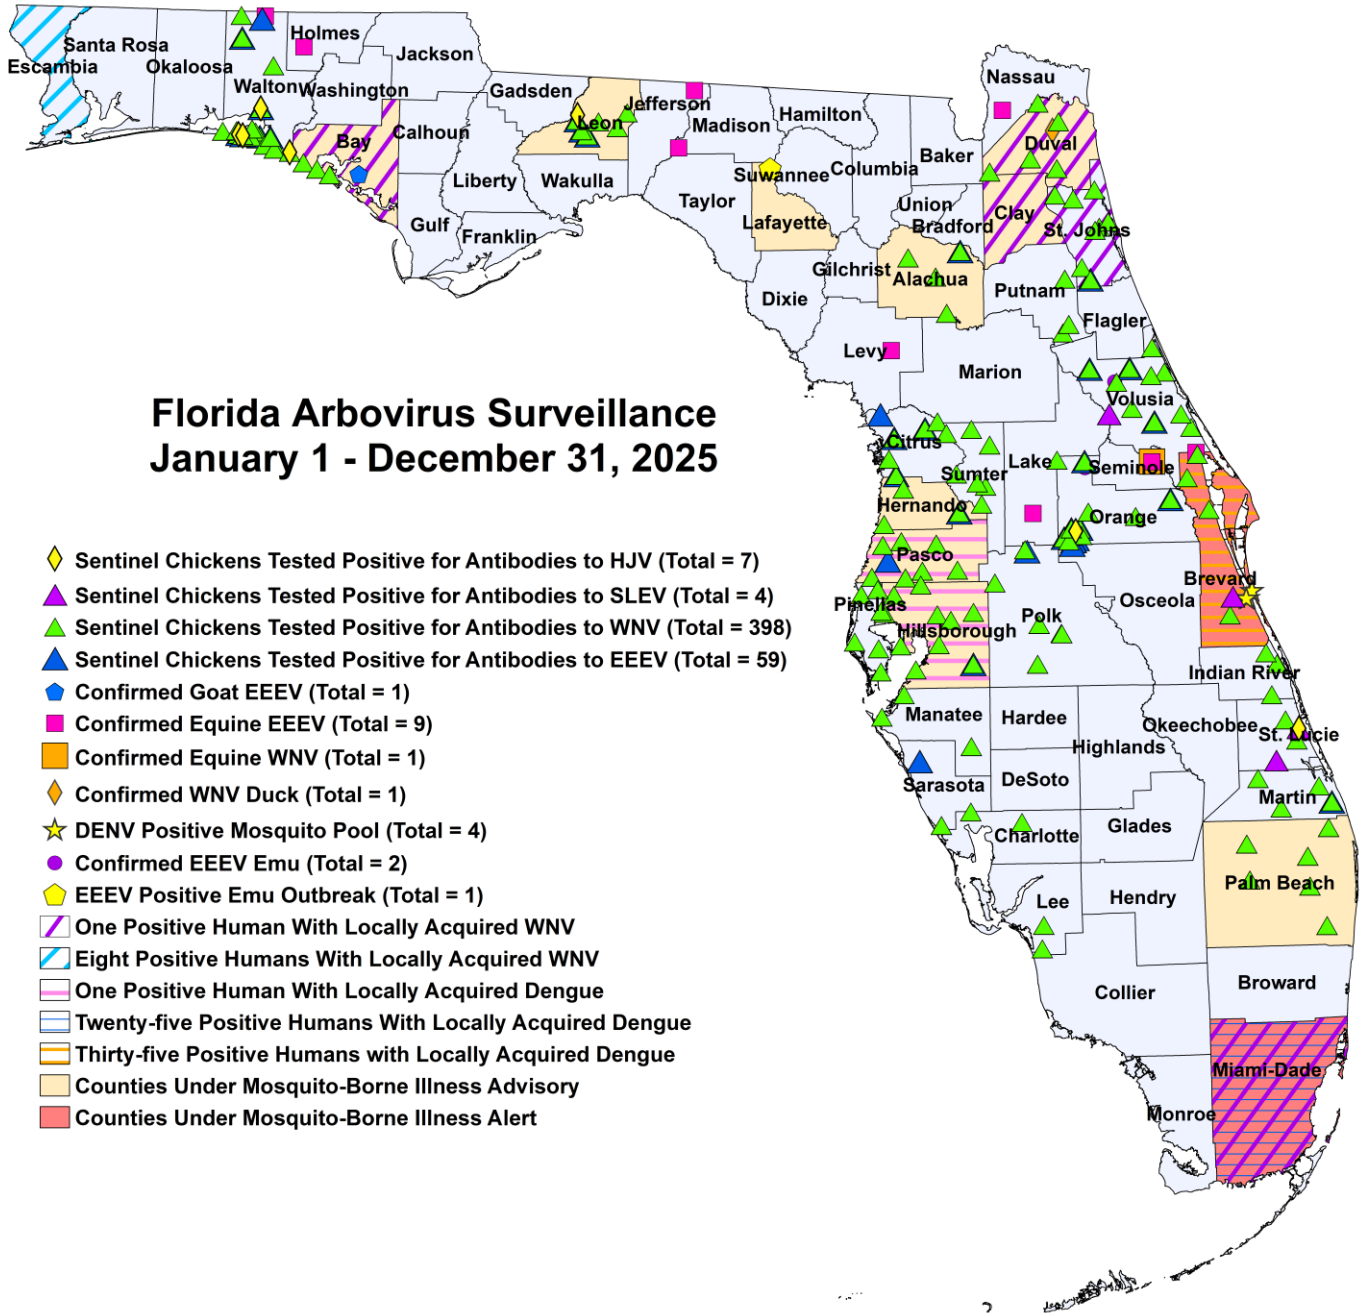 Escambia
Santa Rosa
Okaloosa
Walton
Holmes
Washington
Jackson
Bay
Calhoun
Gulf
Liberty
Franklin
Gadsden
Leon
Wakulla
Jefferson
Madison
Taylor
Hamilton
Suwannee
Lafayette
Columbia
Baker
Nassau
Duval
Union
Bradford
Clay
St. Johns
Gilchrist
Alachua
Dixie
Putnam
Flagler
Levy
Marion
Volusia
Florida Arbovirus Surveillance
January 1 - December 31, 2025
Citrus
Sumter
Lake
Seminole
Hernando
Orange
Pasco
Brevard
Osceola
Pinellas
Hillsborough
Polk
Indian River
Manatee
Hardee
Okeechobee
St. Lucie
Highlands
Sarasota
DeSoto
Martin
Charlotte
Glades
Palm Beach
Lee
Hendry
Broward
Collier
Miami-Dade
Monroe
Sentinel Chickens Tested Positive for Antibodies to HJV (Total = 7)
Sentinel Chickens Tested Positive for Antibodies to SLEV (Total = 4)
Sentinel Chickens Tested Positive for Antibodies to WNV (Total = 398)
Sentinel Chickens Tested Positive for Antibodies to EEEV (Total = 59)
Confirmed Goat EEEV (Total = 1)
Confirmed Equine EEEV (Total = 9)
Confirmed Equine WNV (Total = 1)
Confirmed WNV Duck (Total = 1)
DENV Positive Mosquito Pool (Total = 4)
Confirmed EEEV Emu (Total = 2)
EEEV Positive Emu Outbreak (Total = 1)
One Positive Human With Locally Acquired WNV
Eight Positive Humans With Locally Acquired WNV
One Positive Human With Locally Acquired Dengue
Twenty-five Positive Humans With Locally Acquired Dengue
Thirty-five Positive Humans with Locally Acquired Dengue
Counties Under Mosquito-Borne Illness Advisory
Counties Under Mosquito-Borne Illness Alert